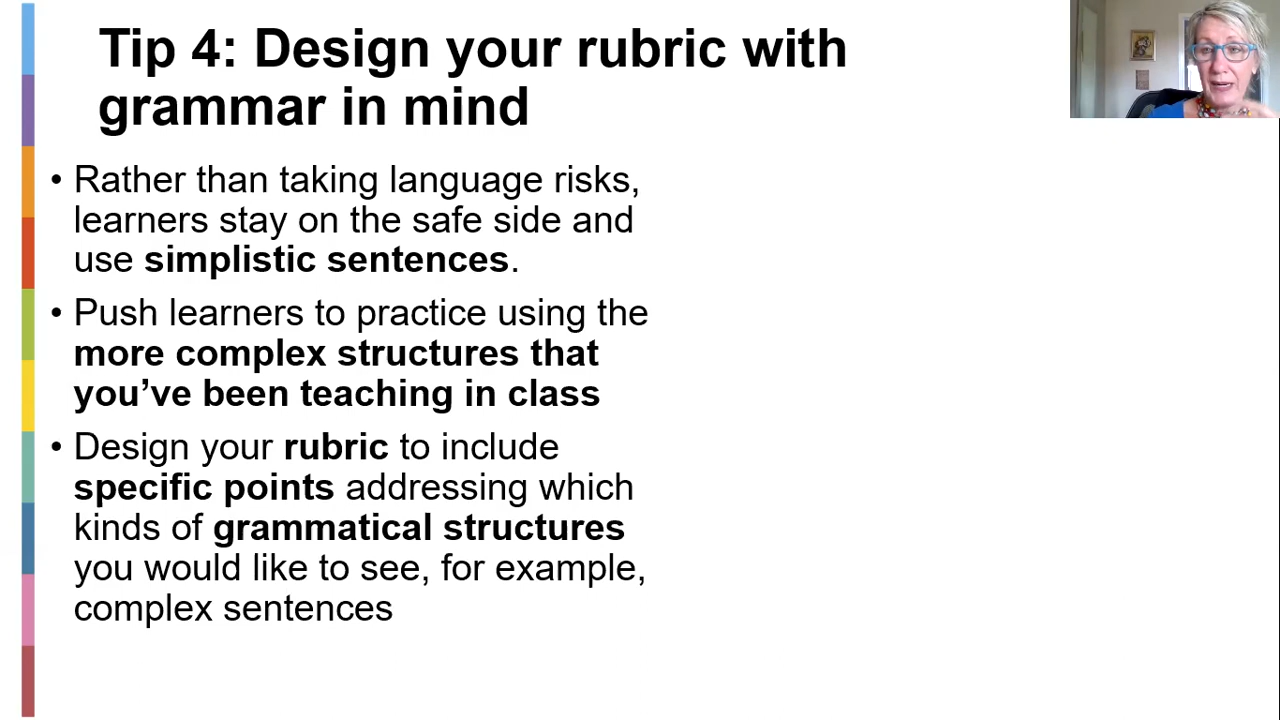 Tip 4: Design your rubric with
grammar in mind
• Rather than taking language risks,
learners stay on the safe side and
use simplistic sentences.
• Push learners to practice using the
more complex structures that
you’ve been teaching in class
• Design your rubric to include
specific points addressing which
kinds of grammatical structures
you would like to see, for example,
complex sentences